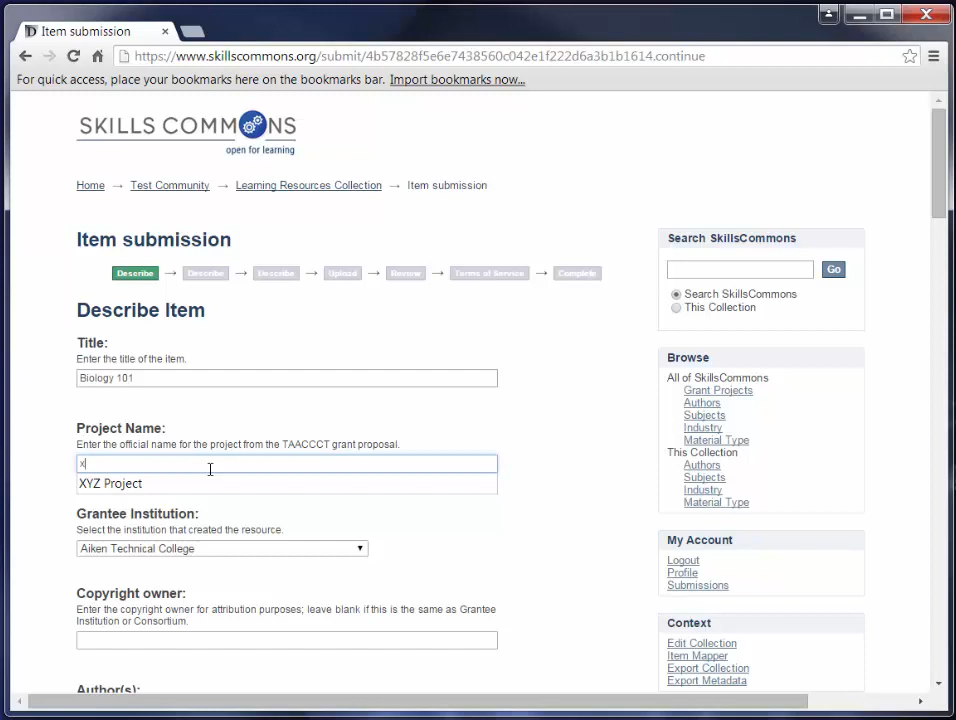 Item submission
https://www.skillscommons.org/submit/4b57828f5e6e7438560c042e1f222d6a3b1b1614.continue
For quick access, place your bookmarks here on the bookmarks bar. Import bookmarks now...
SKILLS COMMONS
open for learning
Home → Test Community → Learning Resources Collection → Item submission
Item submission
Describe → Describe → Describe → Upload → Review → Terms of Service → Complete
Describe Item
Title:
Enter the title of the item.
Biology 101
Project Name:
Enter the official name for the project from the TAACCCT grant proposal.
x
XYZ Project
Grantee Institution:
Select the institution that created the resource.
Aiken Technical College
Copyright owner:
Enter the copyright owner for attribution purposes; leave blank if this is the same as Grantee
Institution or Consortium.
Author(s):
Search SkillsCommons
Go
Search SkillsCommons
This Collection
Browse
All of SkillsCommons
Grant Projects
Authors
Subjects
Industry
Material Type
This Collection
Authors
Subjects
Industry
Material Type
My Account
Logout
Profile
Submissions
Context
Edit Collection
Item Mapper
Export Collection
Export Metadata